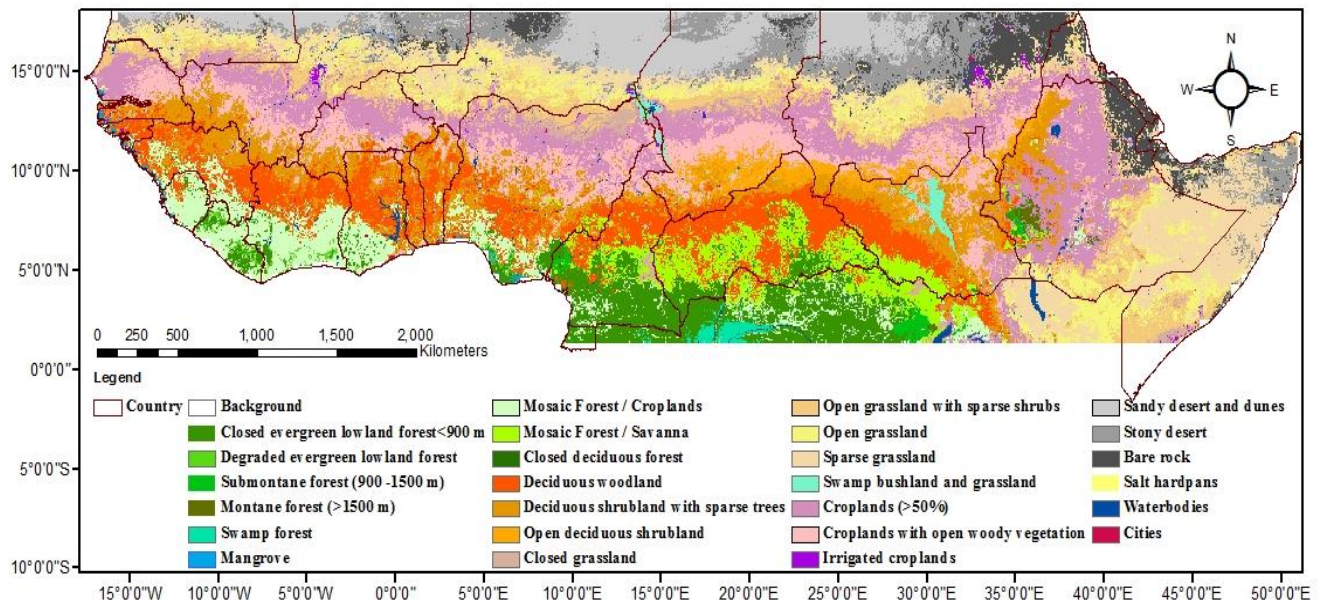 N
W E
S
15°0'0"N
10°0'0"N
5°0'0"N
0 250 500 1,000 1,500 2,000
Kilometers
0°0'0"
Legend
Country
Background
Closed evergreen lowland forest<900 m
Degraded evergreen lowland forest
Submontane forest (900 -1500 m)
Montane forest (>1500 m)
Swamp forest
Mangrove
Mosaic Forest / Croplands
Mosaic Forest / Savanna
Closed deciduous forest
Deciduous woodland
Deciduous shrubland with sparse trees
Open deciduous shrubland
Closed grassland
Open grassland with sparse shrubs
Open grassland
Sparse grassland
Swamp bushland and grassland
Croplands (>50%)
Croplands with open woody vegetation
Irrigated croplands
Sandy desert and dunes
Stony desert
Bare rock
Salt hardpans
Waterbodies
Cities
5°0'0"S
10°0'0"S
15°0'0"W 10°0'0"W 5°0'0"W 0°0'0" 5°0'0"E 10°0'0"E 15°0'0"E 20°0'0"E 25°0'0"E 30°0'0"E 35°0'0"E 40°0'0"E 45°0'0"E 50°0'0"E